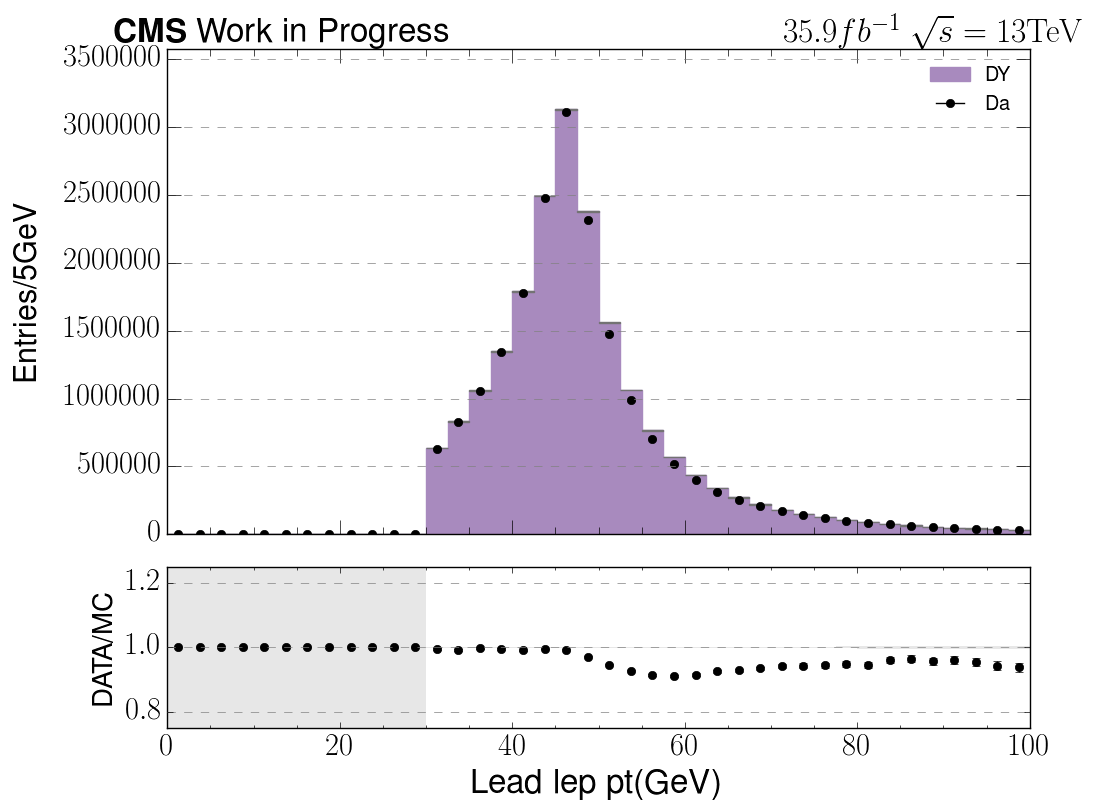 CMS Work in Progress
35.9fb⁻¹ √s = 13TeV
3500000
3000000
2500000
2000000
1500000
1000000
500000
0
Entries/5GeV
DY
Da
1.2
1.0
0.8
DATA/MC
0 20 40 60 80 100
Lead lep pt(GeV)